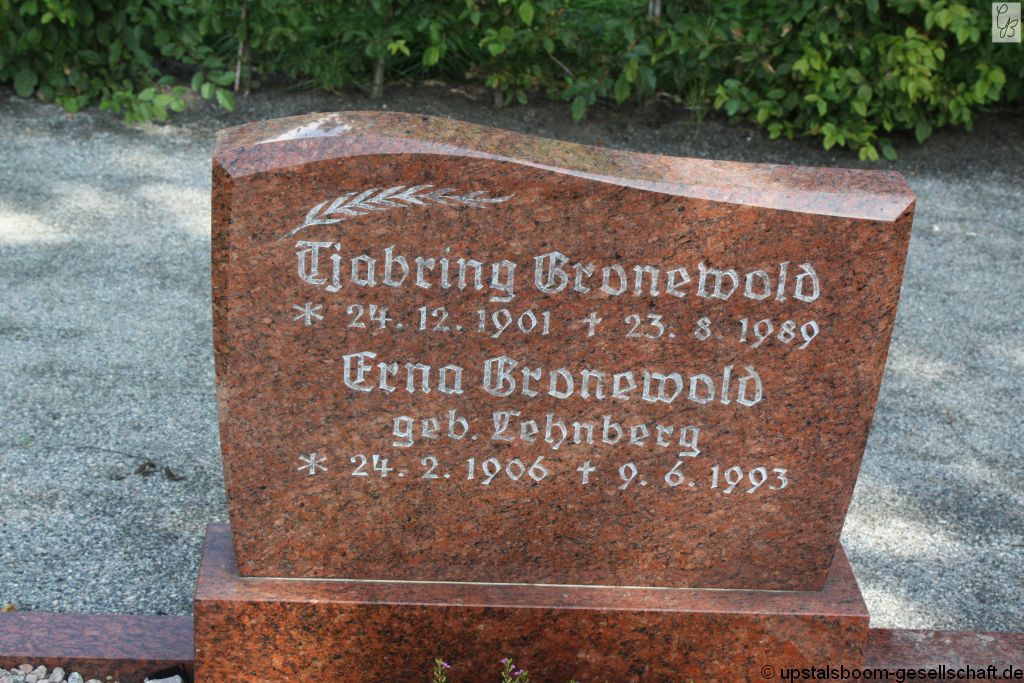 Tjabring Gronewold
* 24. 12. 1901 † 23. 8. 1989
Erna Gronewold
geb. Lehnberg
* 24. 2. 1906 † 9. 6. 1993
© upstalsboom-gesellschaft.de